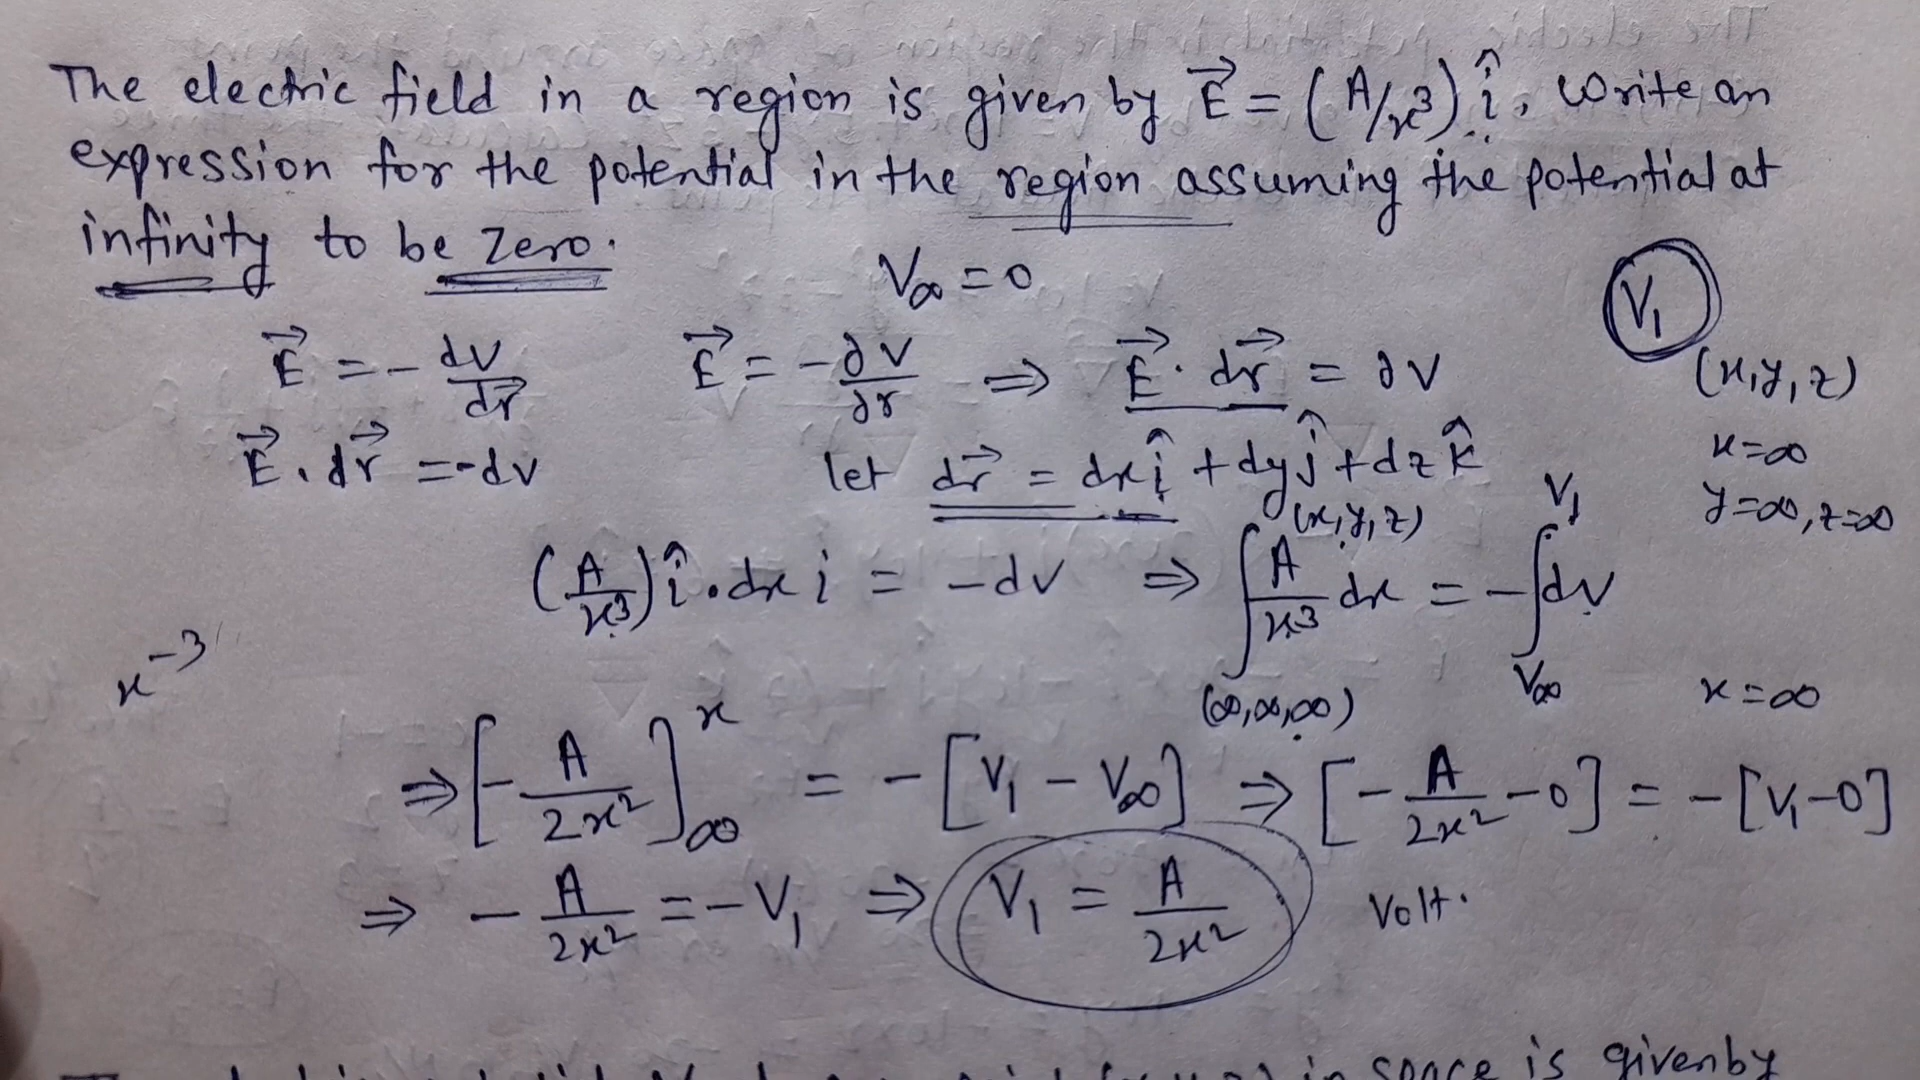 The electric field in a region is given by E⃗ = (A/x³) î. Write an
expression for the potential in the region assuming the potential at
infinity to be zero.
V∞ = 0
V₁
E⃗ = - dV/dr⃗   E⃗ = - ∂V/∂r ⇒ E⃗ · dr⃗ = ∂V
(x,y,z)
E⃗ . dr⃗ = -dv   let dr⃗ = dx î + dy ĵ + dz k̂
x=∞
y=∞, z=∞
(A/x³) î . dx i = -dv ⇒ ∫_(∞,∞,∞)^(x,y,z) A/x³ dx = -∫_V∞^V₁ dv
x⁻³
x=∞
⇒ [- A/2x²]_∞^x = - [V₁ - V∞] ⇒ [- A/2x² - 0] = - [V₁-0]
⇒ - A/2x² = -V₁ ⇒ V₁ = A/2x² Volt.
in space is given by